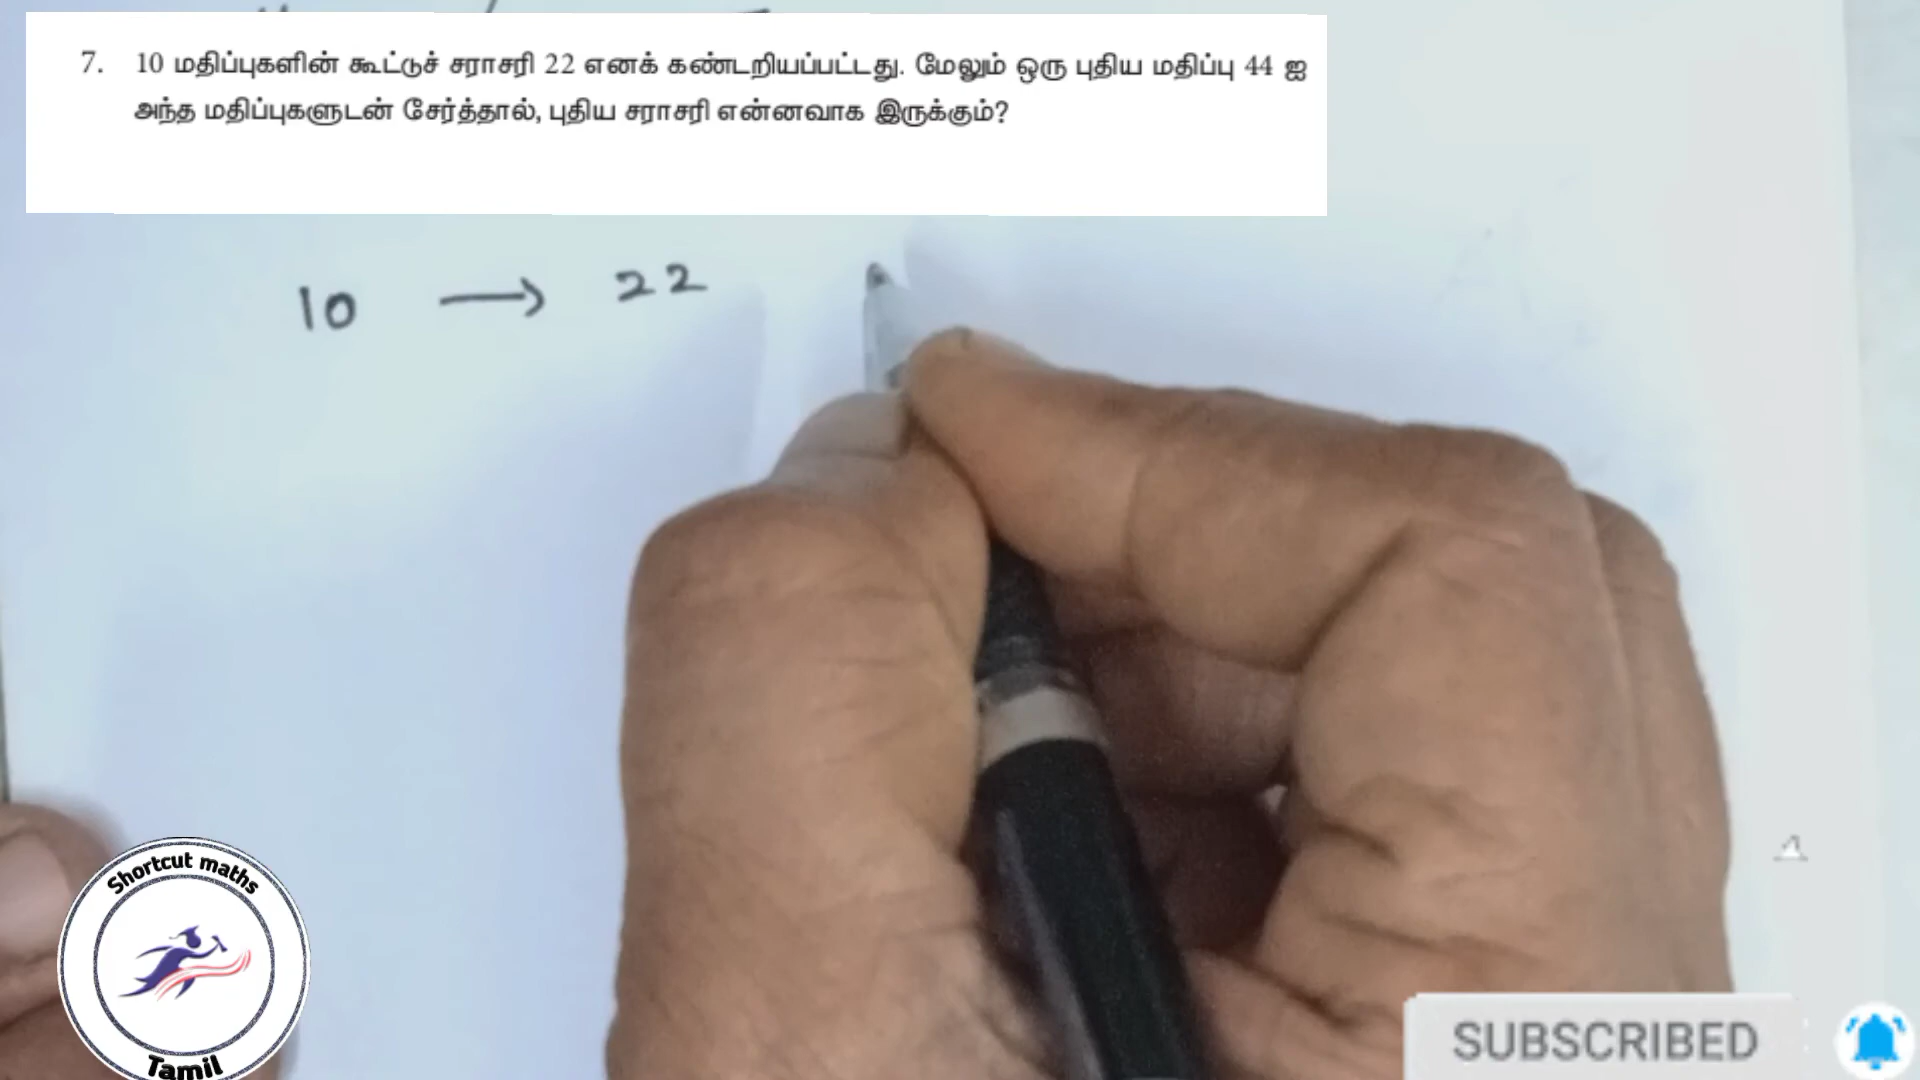 7. 10 மதிப்புகளின் கூட்டுச் சராசரி 22 எனக் கண்டறியப்பட்டது. மேலும் ஒரு புதிய மதிப்பு 44 ஐ
அந்த மதிப்புகளுடன் சேர்த்தால், புதிய சராசரி என்னவாக இருக்கும்?
10 → 22
Shortcut maths
Tamil
SUBSCRIBED